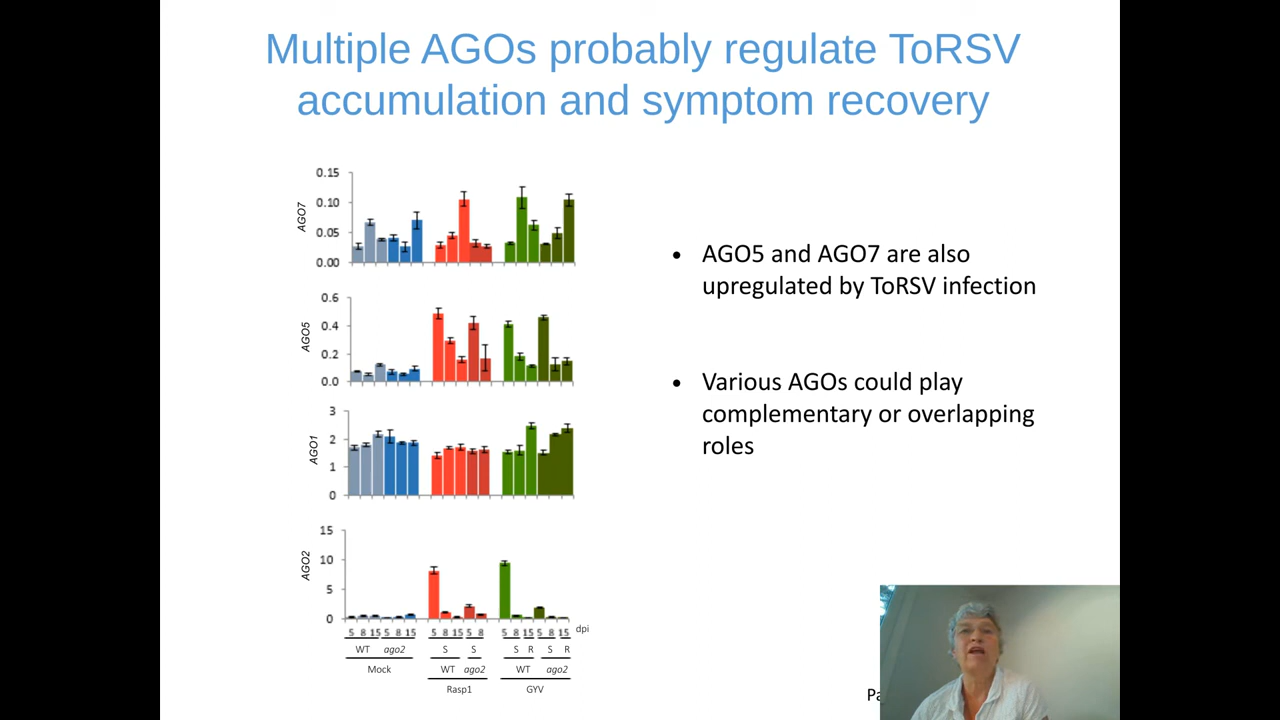 Multiple AGOs probably regulate ToRSV
accumulation and symptom recovery
0.15
0.10
0.05
0.00
AGO7
0.6
0.4
0.2
0.0
AGO5
3
2
1
0
AGO1
15
10
5
0
AGO2
5 8 15 5 8 15 5 8 15 5 8 5 8 15 5 8 15 dpi
WT ago2 S S S R S R
Mock WT ago2 WT ago2
Rasp1 GYV
• AGO5 and AGO7 are also
upregulated by ToRSV infection
• Various AGOs could play
complementary or overlapping
roles